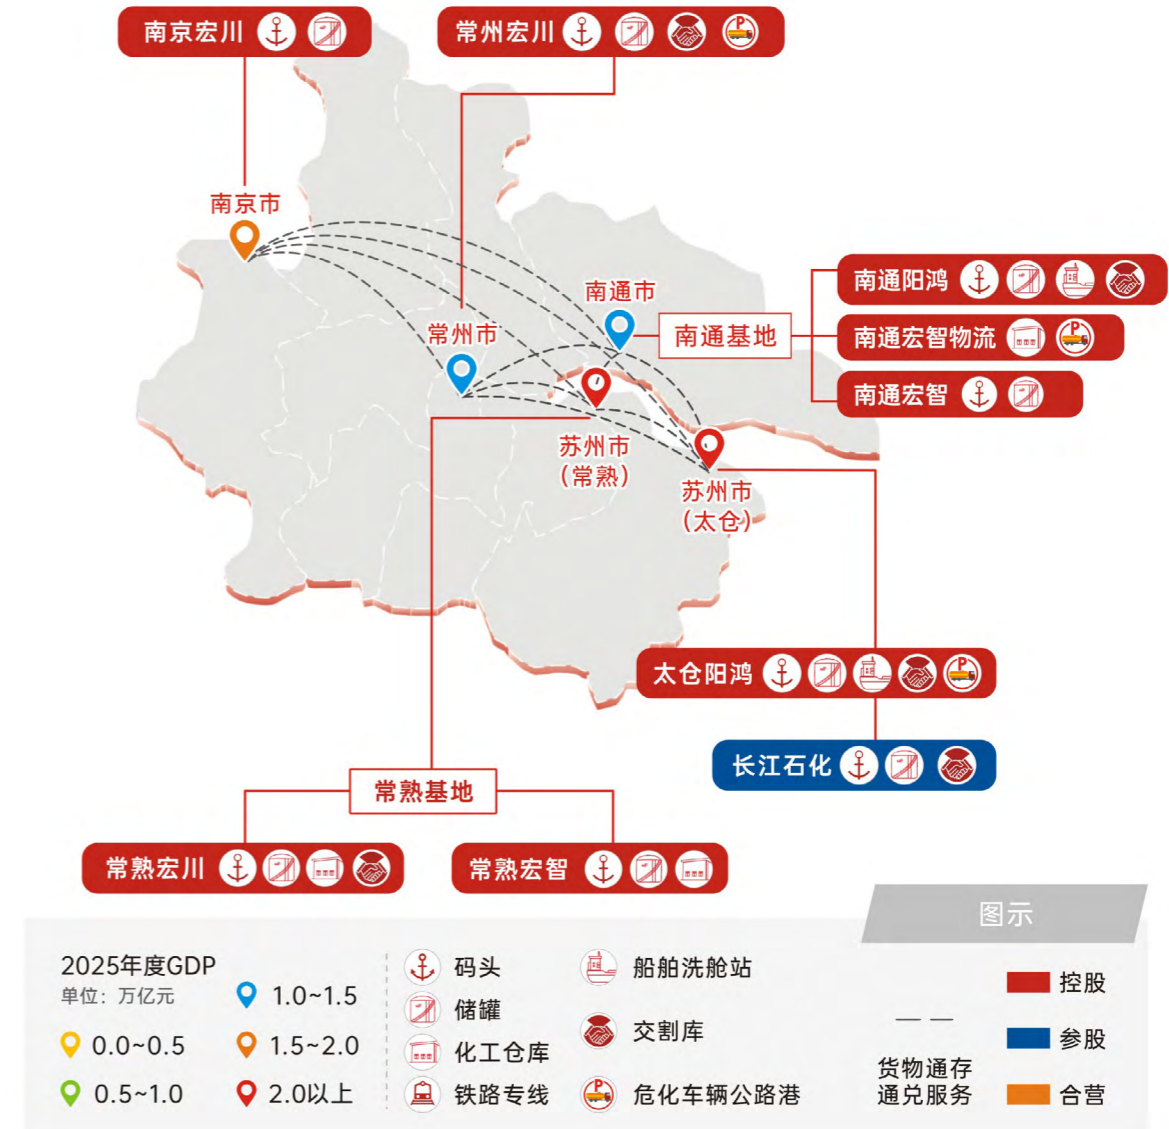 南京宏川
常州宏川
南京市
南通市
常州市
南通基地
南通阳鸿
南通宏智物流
南通宏智
苏州市
(常熟)
苏州市
(太仓)
太仓阳鸿
长江石化
常熟基地
常熟宏川
常熟宏智
图示
2025年度GDP
单位：万亿元
1.0~1.5
0.0~0.5
1.5~2.0
0.5~1.0
2.0以上
码头
储罐
化工仓库
铁路专线
船舶洗舱站
交割库
危化车辆公路港
货物通存
通兑服务
控股
参股
合营